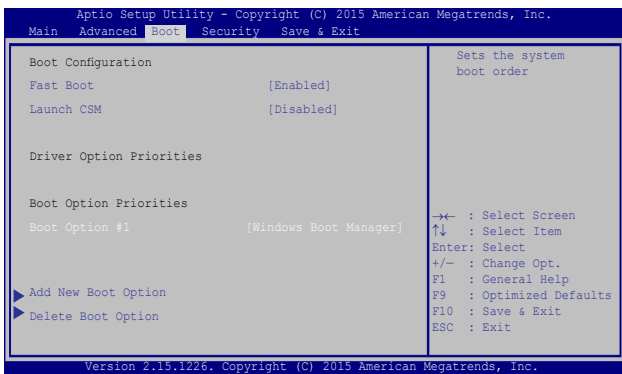 Aptio Setup Utility - Copyright (C) 2015 American Megatrends, Inc.
Main Advanced Boot Security Save & Exit
Boot Configuration
Fast Boot [Enabled]
Launch CSM [Disabled]
Driver Option Priorities
Boot Option Priorities
Boot Option #1 [Windows Boot Manager]
Add New Boot Option
Delete Boot Option
Sets the system
boot order
→← : Select Screen
↑↓ : Select Item
Enter: Select
+/— : Change Opt.
F1 : General Help
F9 : Optimized Defaults
F10 : Save & Exit
ESC : Exit
Version 2.15.1226. Copyright (C) 2015 American Megatrends, Inc.